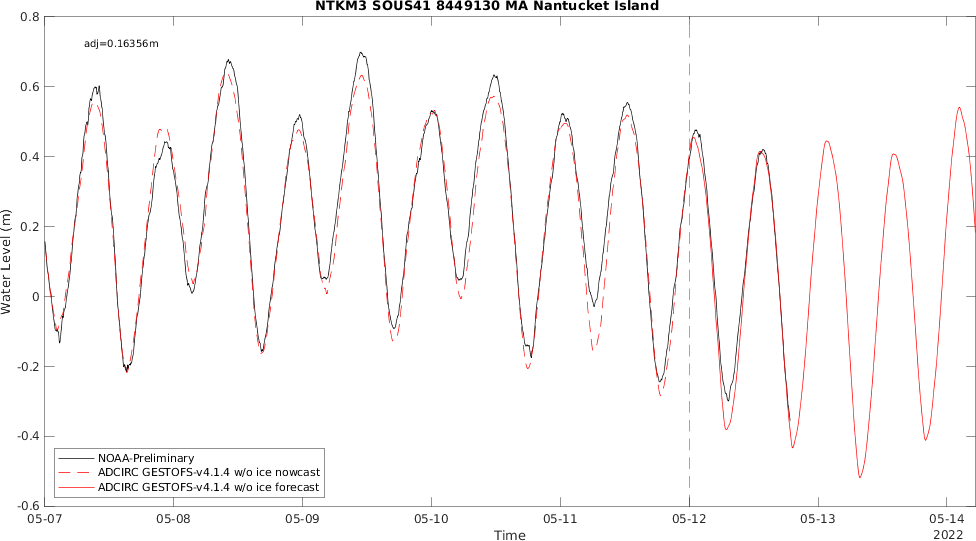 NTKM3 SOUS41 8449130 MA Nantucket Island
adj=0.16356m
Water Level (m)
0.8
0.6
0.4
0.2
0
-0.2
-0.4
-0.6
NOAA-Preliminary
ADCIRC GESTOFS-v4.1.4 w/o ice nowcast
ADCIRC GESTOFS-v4.1.4 w/o ice forecast
05-07 05-08 05-09 05-10 05-11 05-12 05-13 05-14
Time
2022